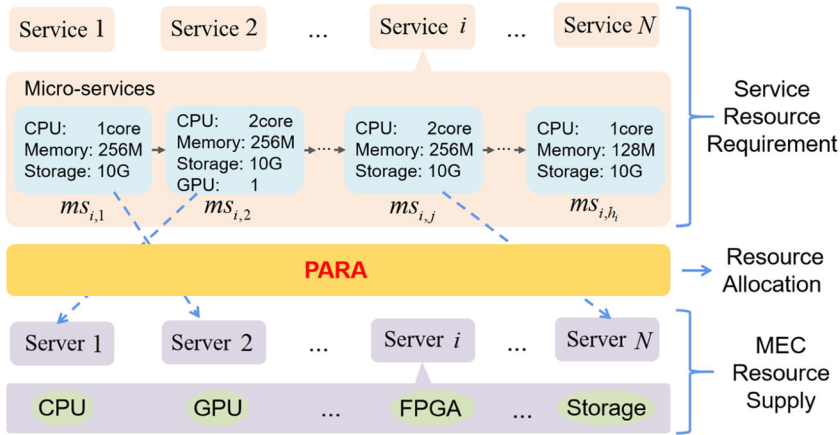 Service 1
Service 2
...
Service i
...
Service N
Micro-services
CPU: 1core
Memory: 256M
Storage: 10G
CPU: 2core
Memory: 256M
Storage: 10G
GPU: 1
...
CPU: 2core
Memory: 256M
Storage: 10G
...
CPU: 1core
Memory: 128M
Storage: 10G
ms_{i,1}
ms_{i,2}
ms_{i,j}
ms_{i,h_i}
Service
Resource
Requirement
PARA
Resource
Allocation
Server 1
Server 2
...
Server i
...
Server N
CPU
GPU
...
FPGA
...
Storage
MEC
Resource
Supply